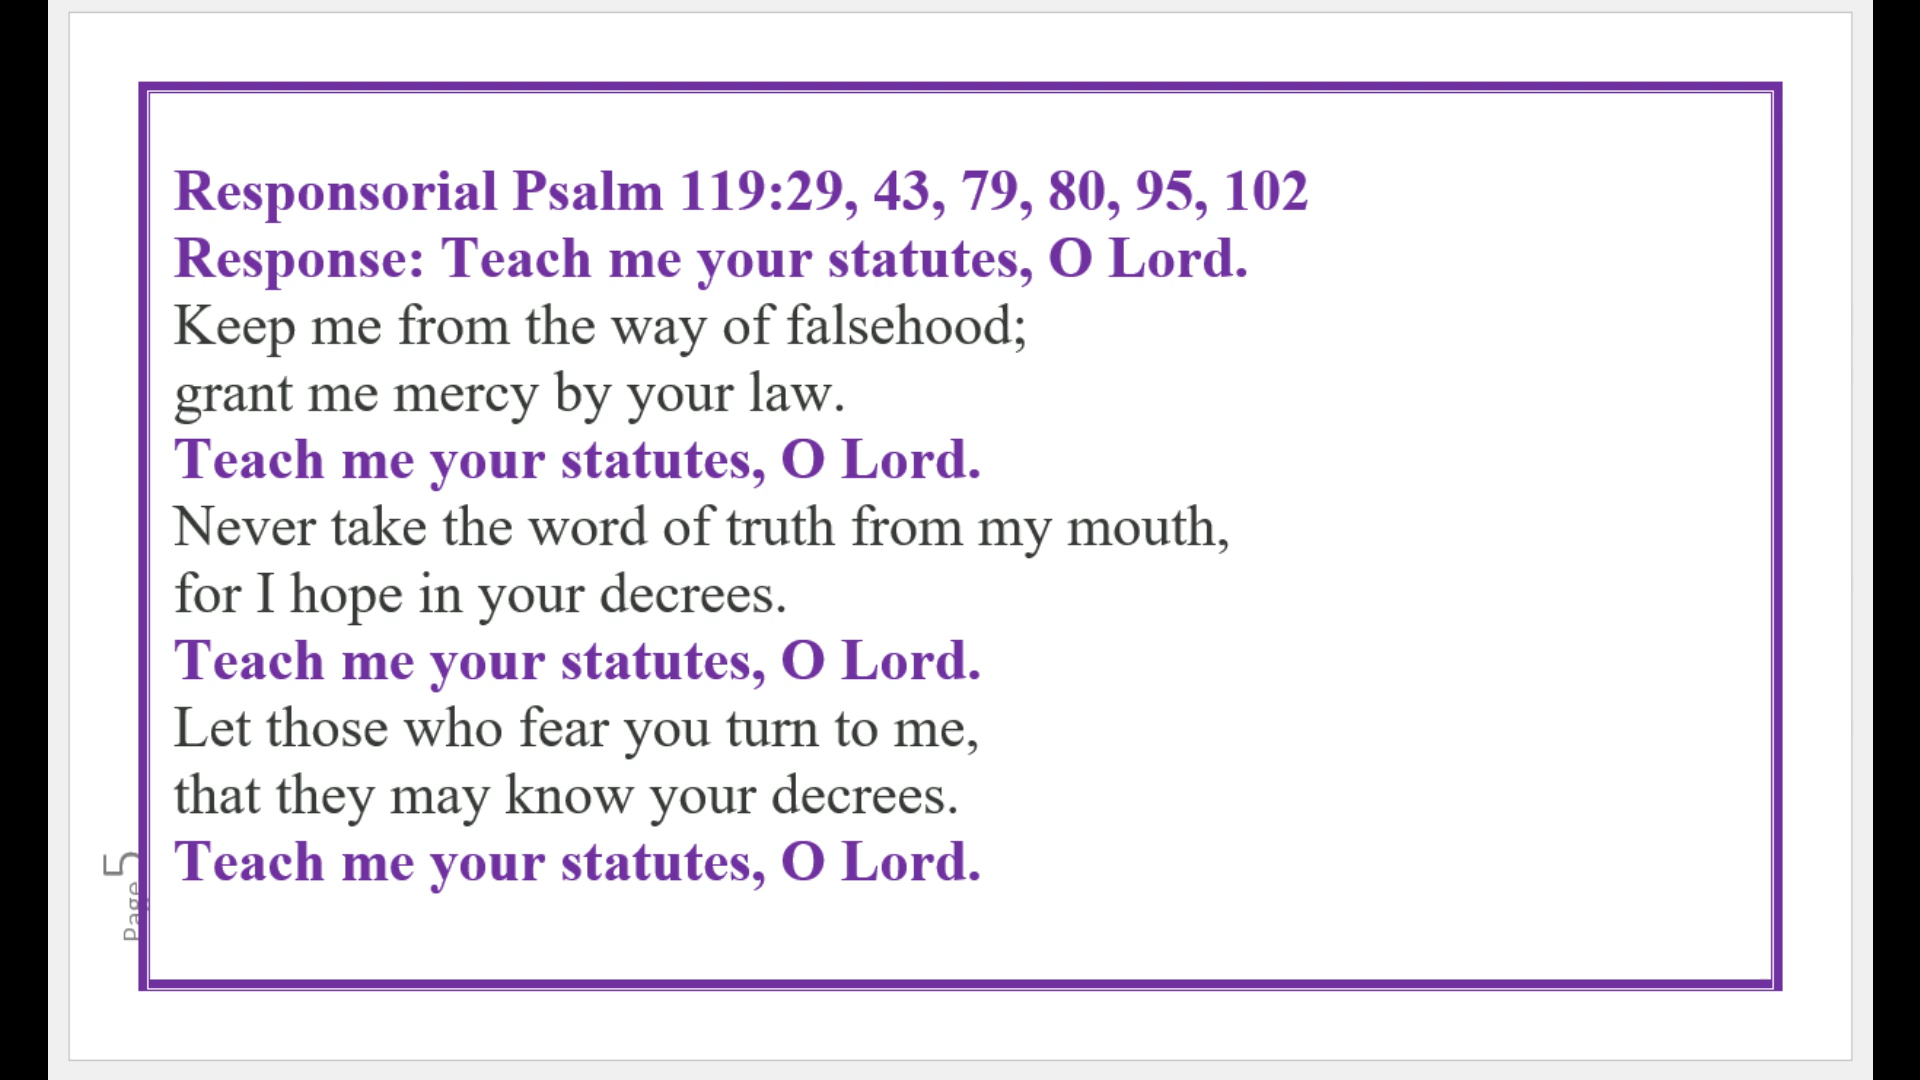 Responsorial Psalm 119:29, 43, 79, 80, 95, 102
Response: Teach me your statutes, O Lord.
Keep me from the way of falsehood;
grant me mercy by your law.
Teach me your statutes, O Lord.
Never take the word of truth from my mouth,
for I hope in your decrees.
Teach me your statutes, O Lord.
Let those who fear you turn to me,
that they may know your decrees.
Teach me your statutes, O Lord.
Page 5